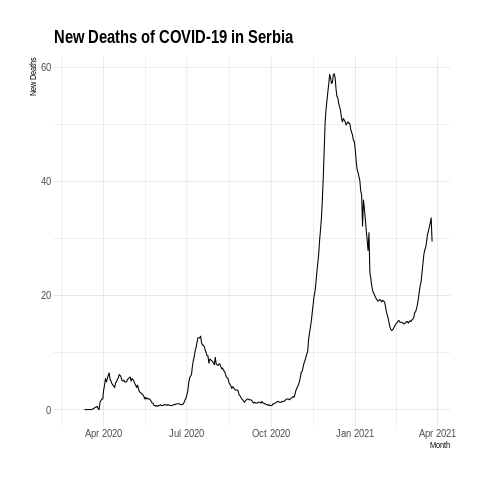 New Deaths of COVID-19 in Serbia
New Deaths
60
40
20
0
Apr 2020 Jul 2020 Oct 2020 Jan 2021 Apr 2021
Month